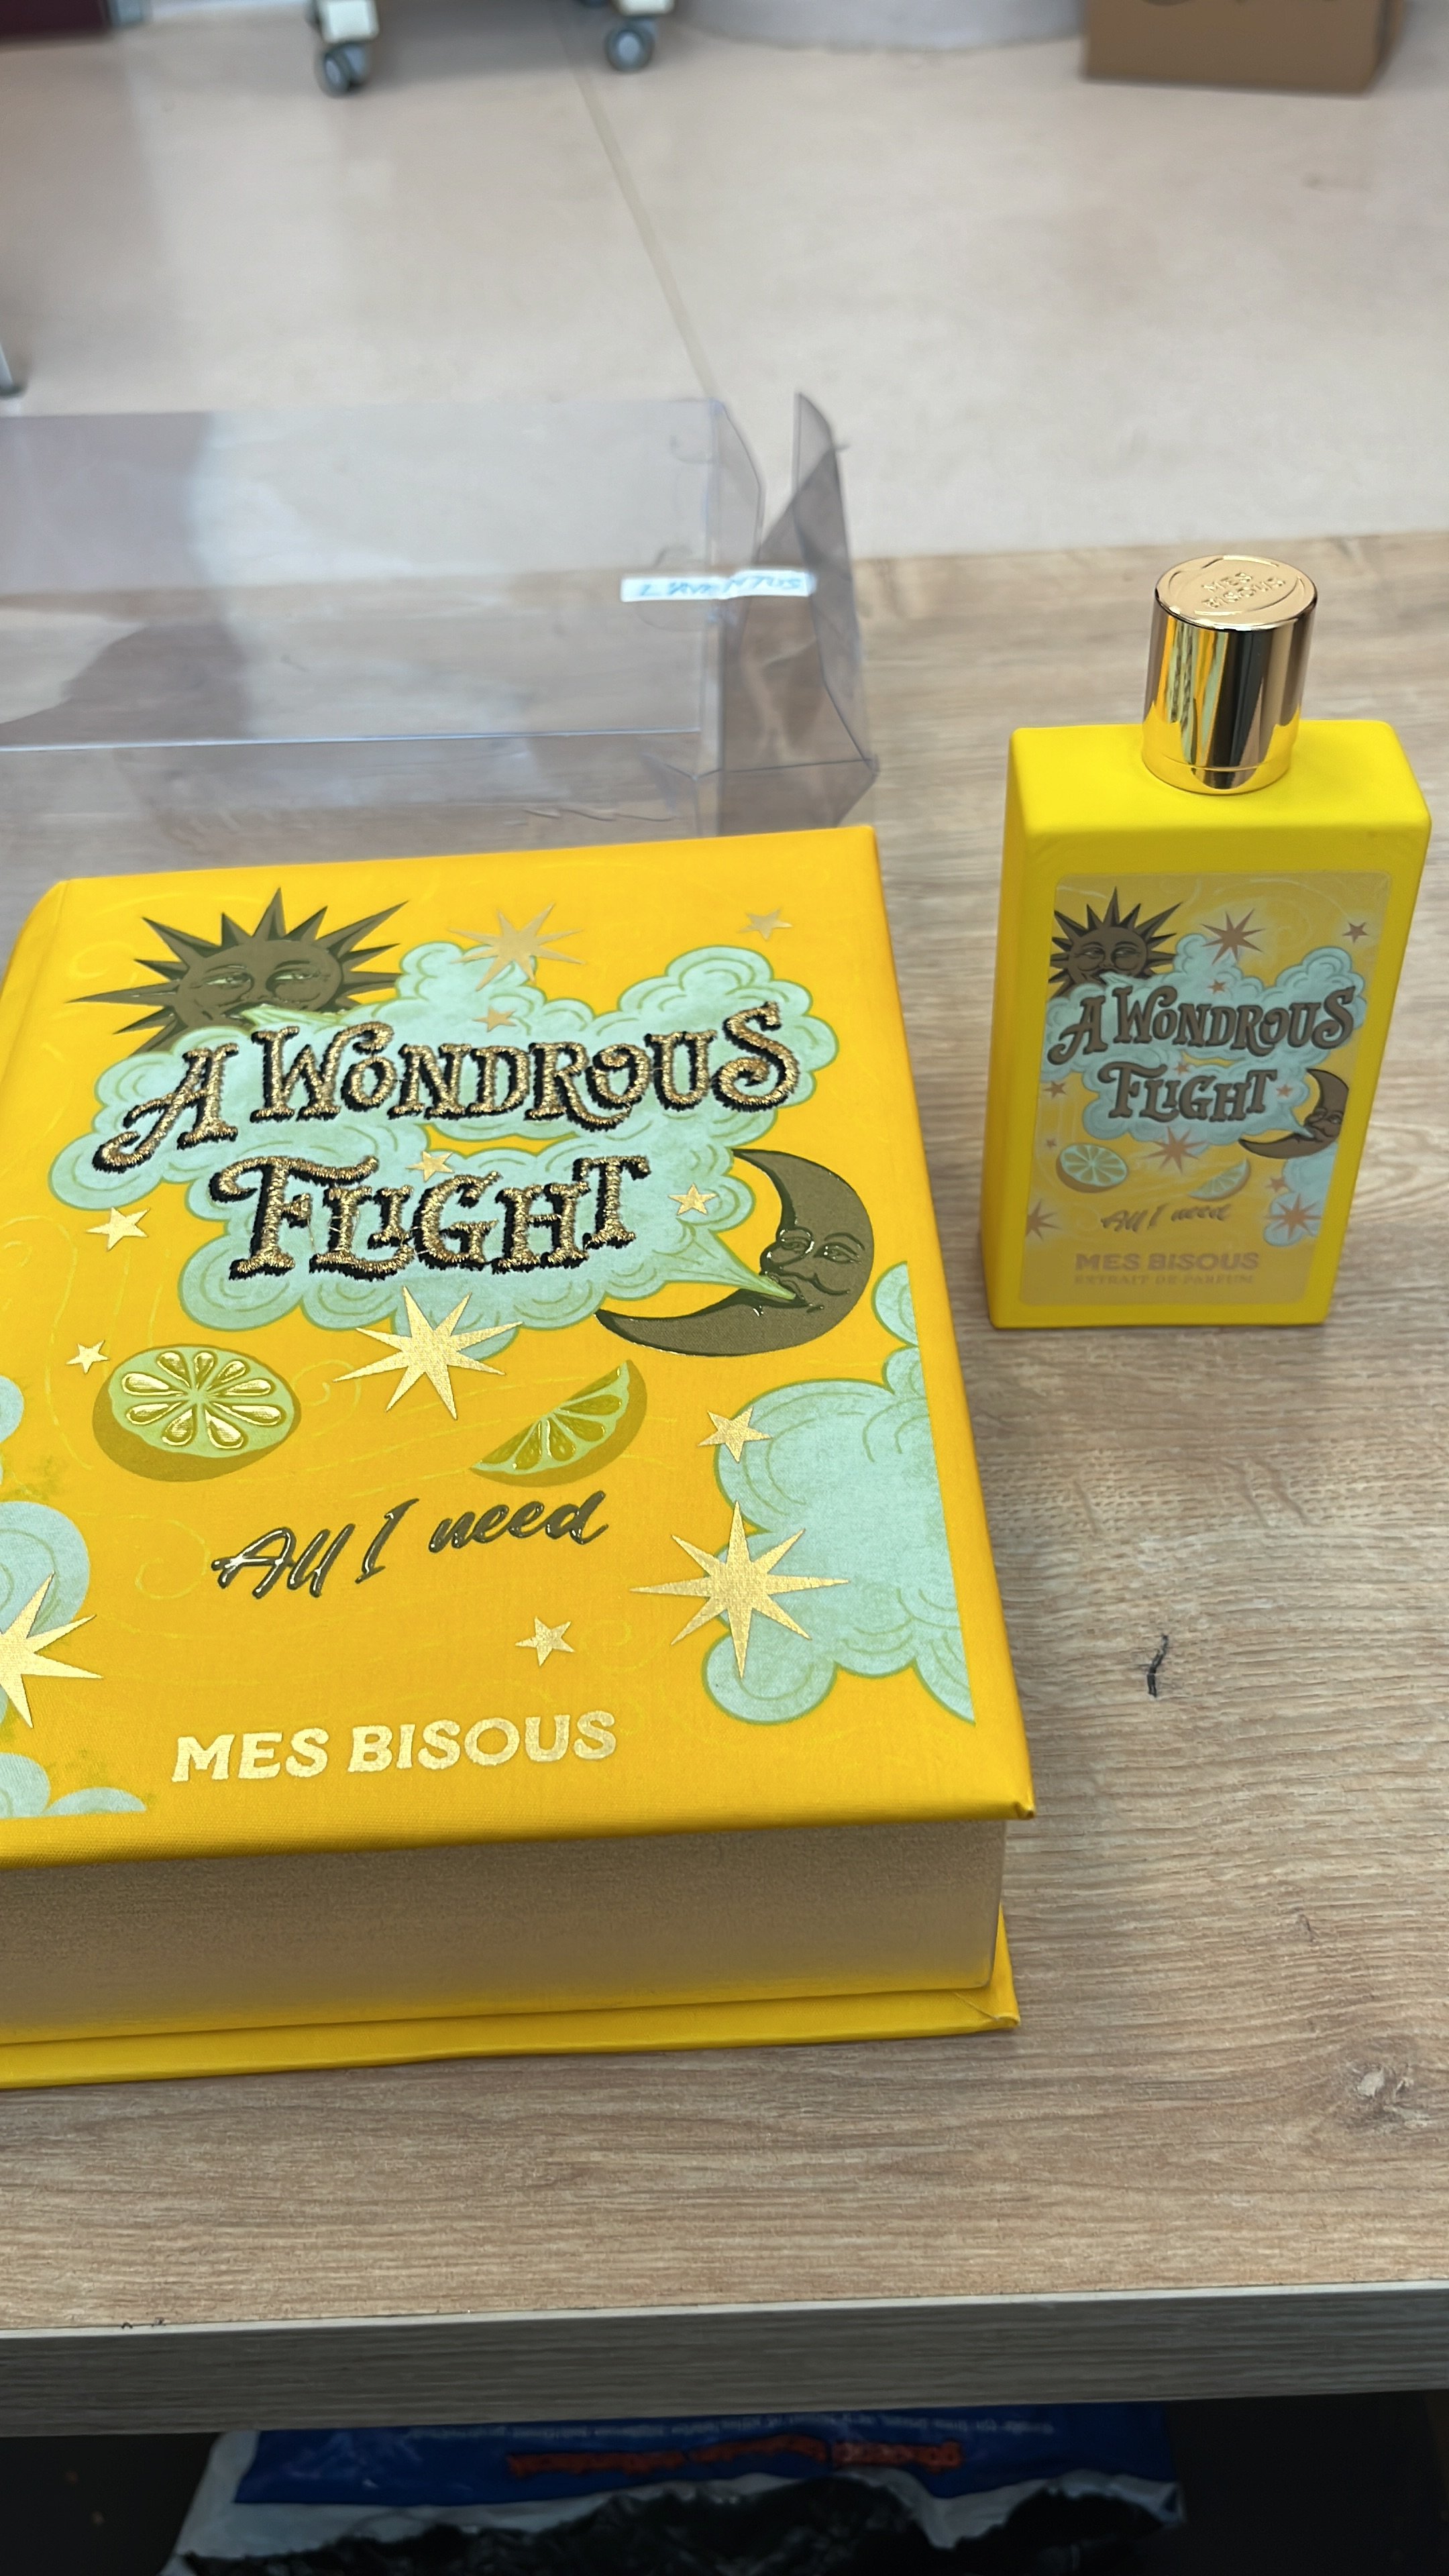 A WONDROUS
FLIGHT
All I need
MES BISOUS
MES
BISOUS
A WONDROUS
FLIGHT
All I need
MES BISOUS
EXTRAIT DE PARFUM